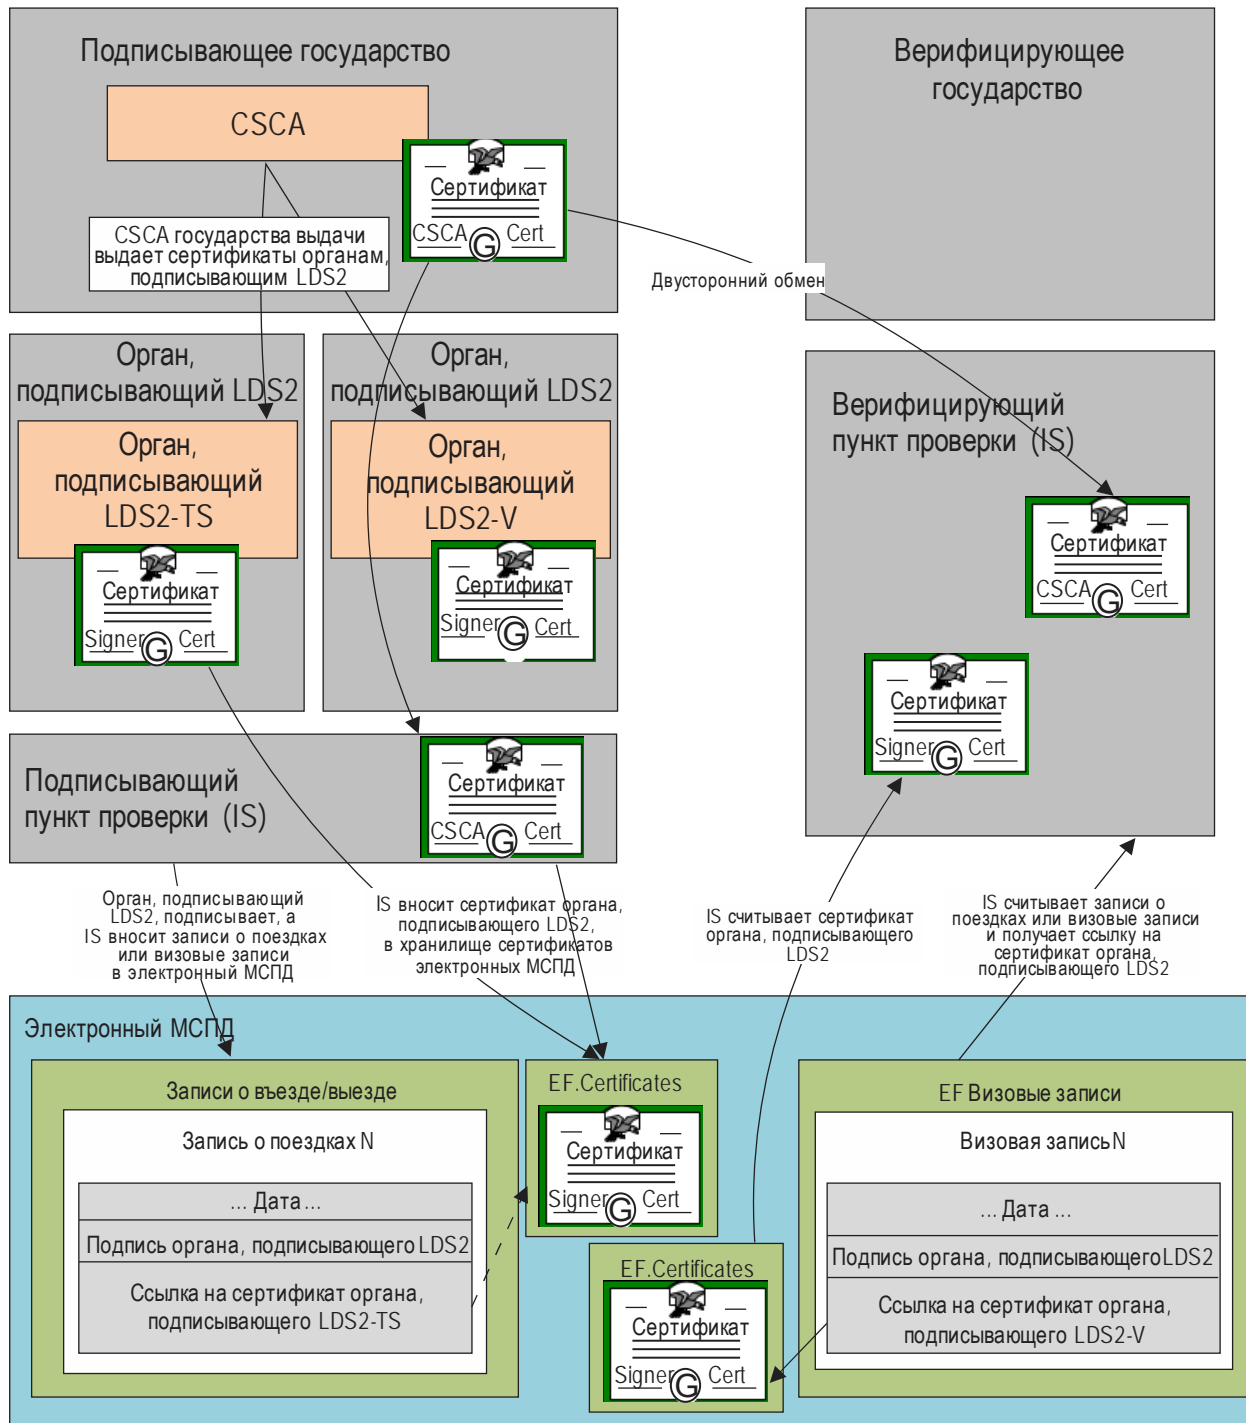 Подписывающее государство
CSCA
Сертификат
CSCA Cert
CSCA государства выдачи
выдает сертификаты органам,
подписывающим LDS2
Верифицирующее
государство
Двусторонний обмен
Орган,
подписывающий LDS2
Орган,
подписывающий
LDS2-TS
Сертификат
Signer Cert
Орган,
подписывающий LDS2
Орган,
подписывающий
LDS2-V
Сертификат
Signer Cert
Верифицирующий
пункт проверки (IS)
Сертификат
CSCA Cert
Сертификат
Signer Cert
Подписывающий
пункт проверки (IS)
Сертификат
CSCA Cert
Орган, подписывающий
LDS2, подписывает, а
IS вносит записи о поездках
или визовые записи
в электронный МСПД
IS вносит сертификат органа,
подписывающего LDS2,
в хранилище сертификатов
электронных МСПД
IS считывает сертификат
органа, подписывающего
LDS2
IS считывает записи о
поездках или визовые записи
и получает ссылку на
сертификат органа,
подписывающего LDS2
Электронный МСПД
Записи о въезде/выезде
Запись о поездках N
... Дата ...
Подпись органа, подписывающего LDS2
Ссылка на сертификат органа,
подписывающего LDS2-TS
EF.Certificates
Сертификат
Signer Cert
EF.Certificates
Сертификат
Signer Cert
EF Визовые записи
Визовая запись N
... Дата ...
Подпись органа, подписывающего LDS2
Ссылка на сертификат органа,
подписывающего LDS2-V